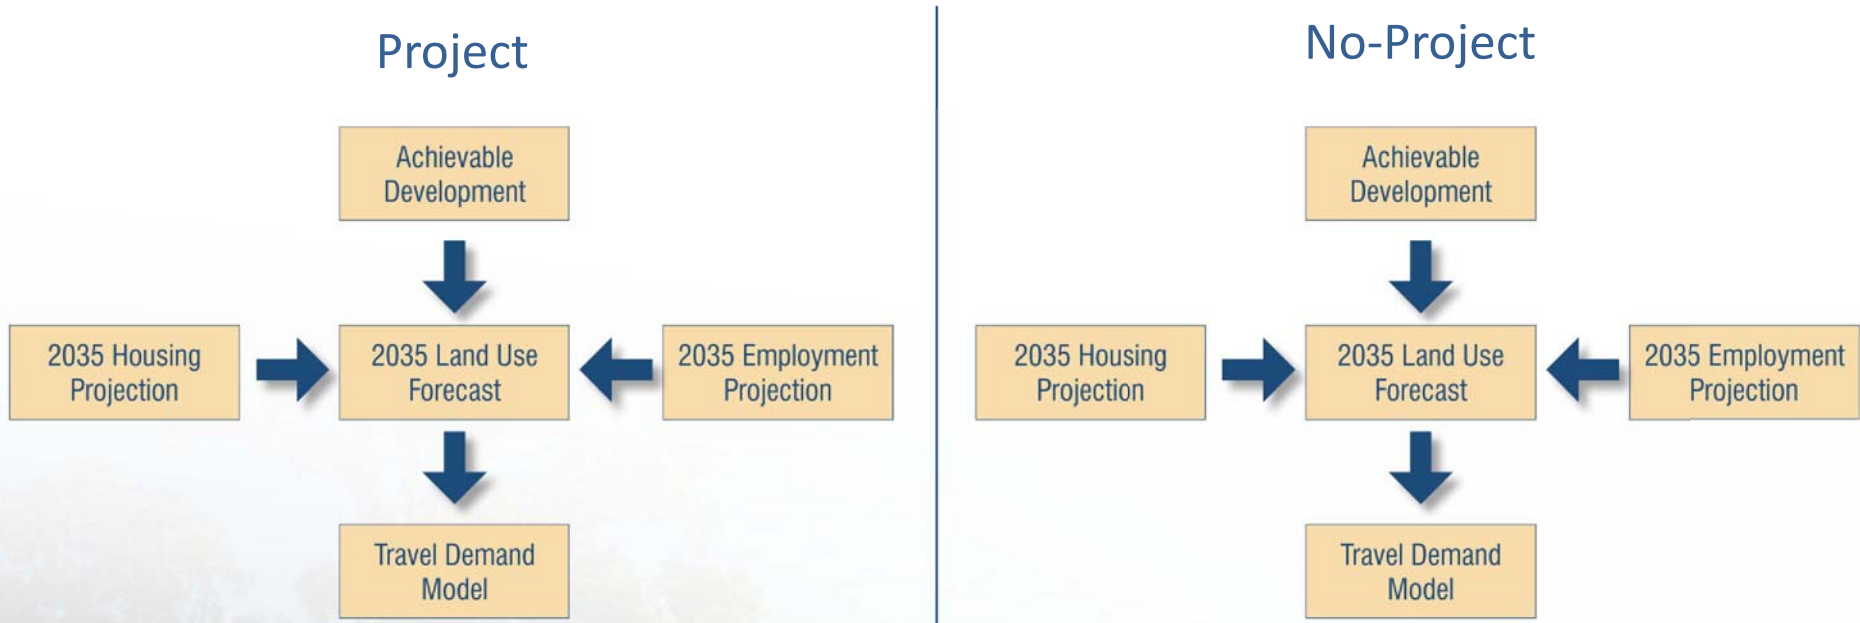 Project
Achievable
Development
2035 Housing
Projection
2035 Land Use
Forecast
2035 Employment
Projection
Travel Demand
Model
No-Project
Achievable
Development
2035 Housing
Projection
2035 Land Use
Forecast
2035 Employment
Projection
Travel Demand
Model